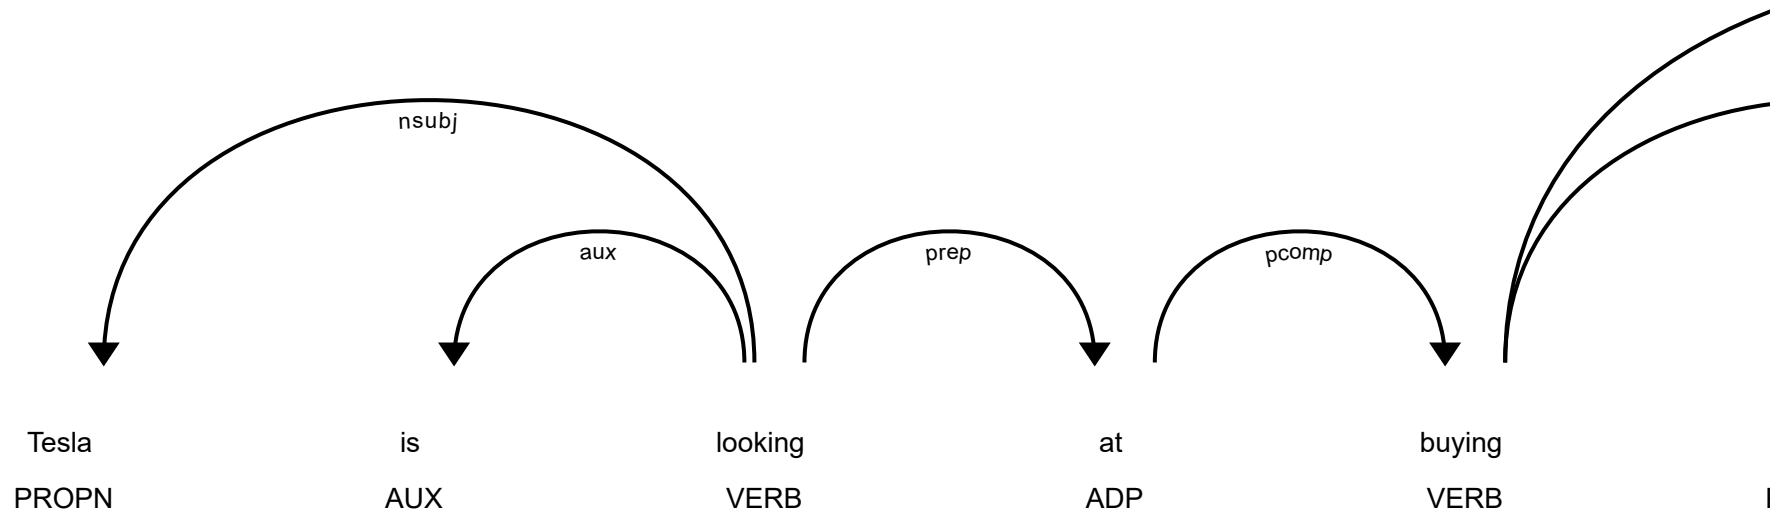 nsubj
aux prep pcomp
Tesla is looking at buying
PROPN AUX VERB ADP VERB